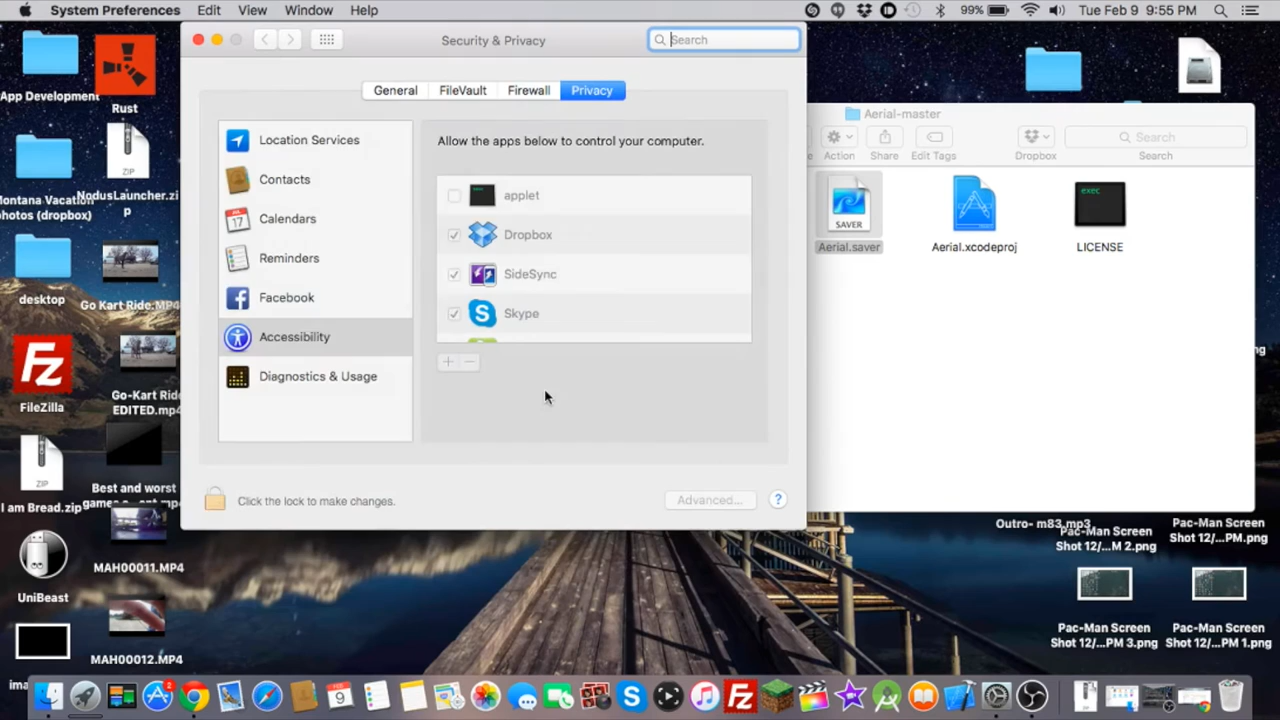 System Preferences Edit View Window Help
99% Tue Feb 9 9:55 PM
Security & Privacy
Search
General FileVault Firewall Privacy
Location Services
Contacts
Calendars
Reminders
Facebook
Accessibility
Diagnostics & Usage
Allow the apps below to control your computer.
applet
Dropbox
SideSync
Skype
+ −
Click the lock to make changes.
Advanced...
?
Aerial-master
Action Share Edit Tags Dropbox Search
Search
SAVER
exec
Aerial.saver Aerial.xcodeproj LICENSE
App Development
Rust
ZIP
Montana Vacation
photos (dropbox)
NodusLauncher.zi
p
desktop
Go Kart Ride.MP4
FileZilla
Go-Kart Ride
EDITED.mp4
ZIP
I am Bread.zip
Best and worst
MAH00011.MP4
UniBeast
MAH00012.MP4
ima
Outro- m83.mp3
Pac-Man Screen
Shot 12/...M 2.png
Pac-Man Screen
Shot 12/...PM.png
Pac-Man Screen
Shot 12/...PM 3.png
Pac-Man Screen
Shot 12/...PM 1.png